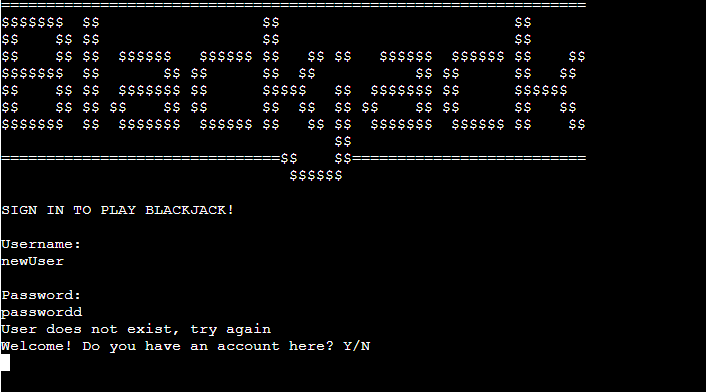 Blackjack
SIGN IN TO PLAY BLACKJACK!
Username:
newUser
Password:
passwordd
User does not exist, try again
Welcome! Do you have an account here? Y/N